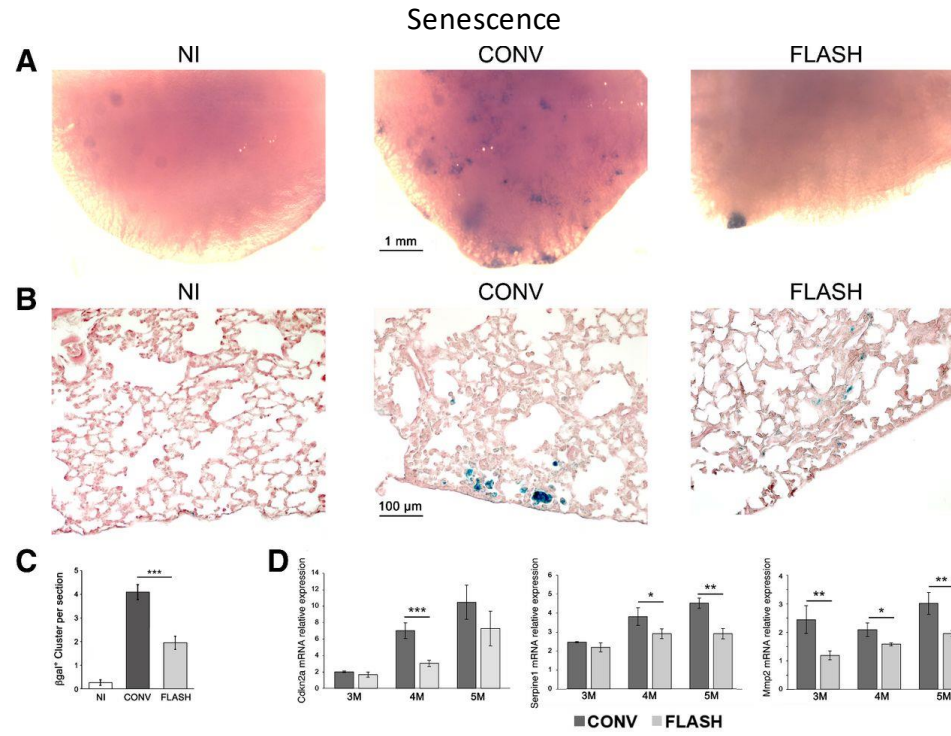 Senescence
A
NI
CONV
FLASH
1 mm
B
NI
CONV
FLASH
100 µm
C
βgal⁺ Cluster per section
5
4
3
2
1
0
***
NI
CONV
FLASH
D
Cdkn2a mRNA relative expression
14
12
10
8
6
4
2
0
***
3M
4M
5M
Serpine1 mRNA relative expression
6
5
4
3
2
1
0
*
**
3M
4M
5M
Mmp2 mRNA relative expression
4
3
2
1
0
**
*
**
3M
4M
5M
CONV
FLASH